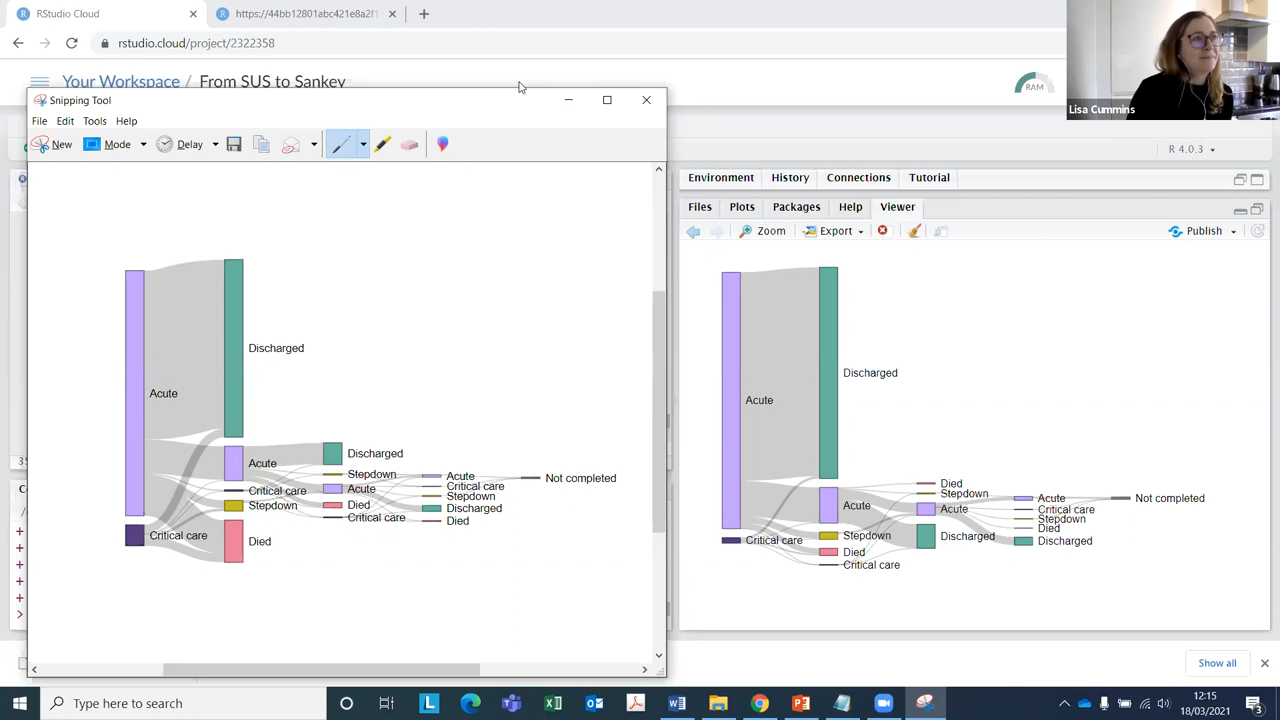 RStudio Cloud
https://44bb12801abc421e8a2f1
rstudio.cloud/project/2322358
Your Workspace / From SUS to Sankey
RAM
Lisa Cummins
Snipping Tool
File Edit Tools Help
New Mode Delay
R 4.0.3
Environment History Connections Tutorial
Files Plots Packages Help Viewer
Zoom Export Publish
Discharged
Acute
Acute
Critical care
Stepdown
Critical care
Died
Discharged
Stepdown
Acute
Died
Critical care
Acute
Critical care
Stepdown
Discharged
Died
Not completed
Discharged
Acute
Acute
Critical care
Stepdown
Died
Critical care
Died
Stepdown
Acute
Discharged
Acute
Critical care
Stepdown
Died
Discharged
Not completed
Show all
Type here to search
12:15
18/03/2021
3